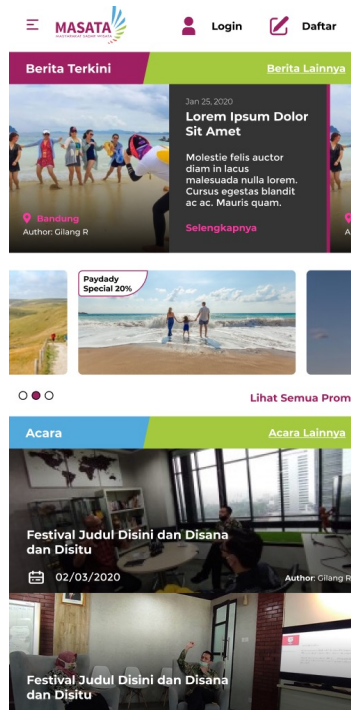 MASATA
MASYARAKAT SADAR WISATA
Login
Daftar
Berita Terkini
Berita Lainnya
Jan 25, 2020
Lorem Ipsum Dolor
Sit Amet
Molestie felis auctor
diam in lacus
malesuada nulla lorem.
Cursus egestas blandit
ac ac. Mauris quam.
Selengkapnya
Bandung
Author: Gilang R
A
Paydady
Special 20%
Lihat Semua Prom
Acara
Acara Lainnya
Festival Judul Disini dan Disana
dan Disitu
02/03/2020
Author: Gilang R
Festival Judul Disini dan Disana
dan Disitu